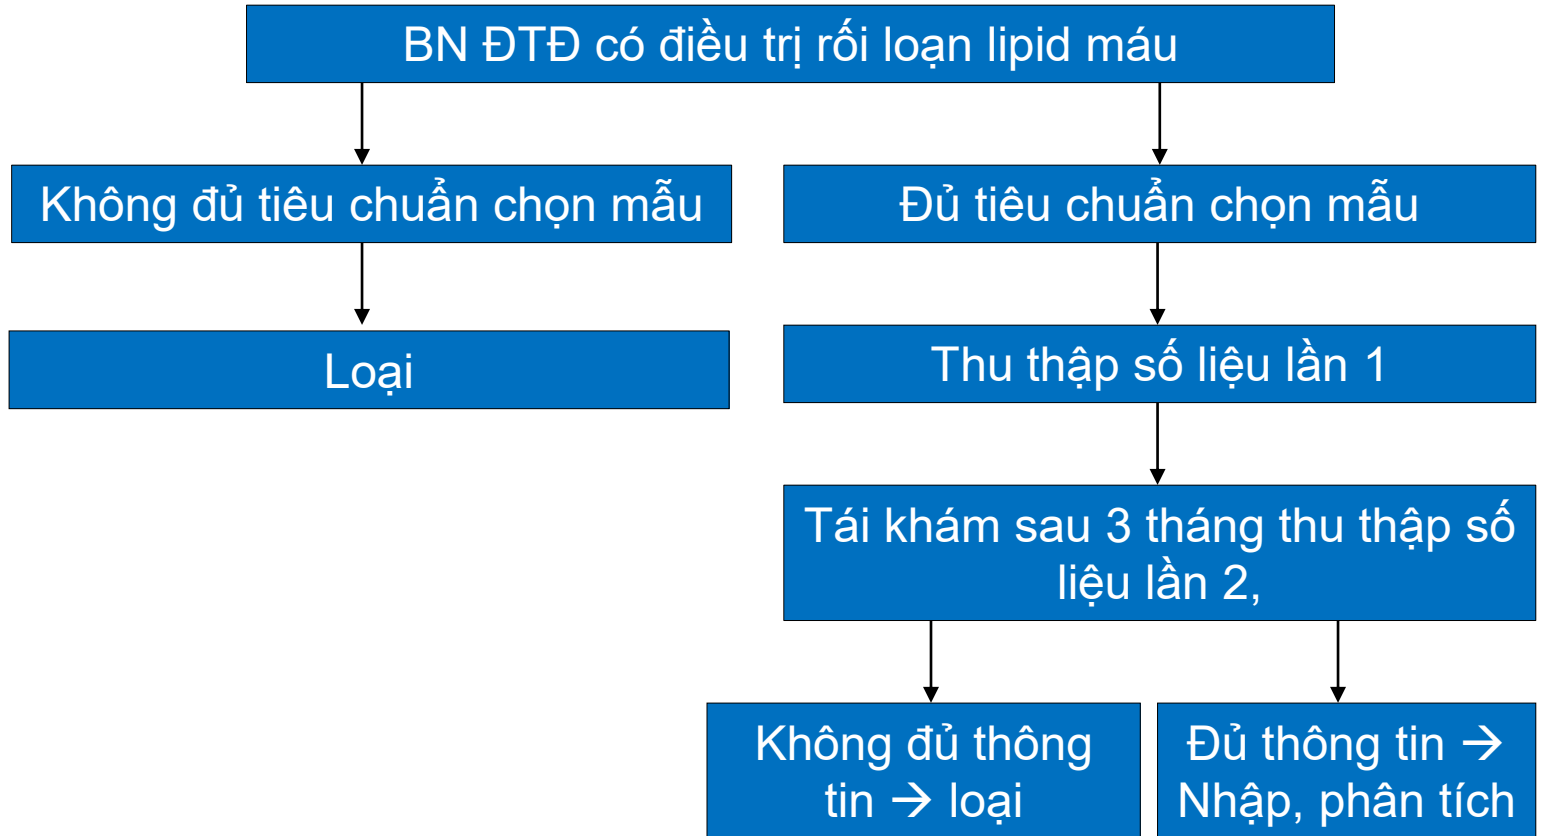 BN ĐTĐ có điều trị rối loạn lipid máu
Không đủ tiêu chuẩn chọn mẫu
Đủ tiêu chuẩn chọn mẫu
Loại
Thu thập số liệu lần 1
Tái khám sau 3 tháng thu thập số
liệu lần 2,
Không đủ thông
tin → loại
Đủ thông tin →
Nhập, phân tích